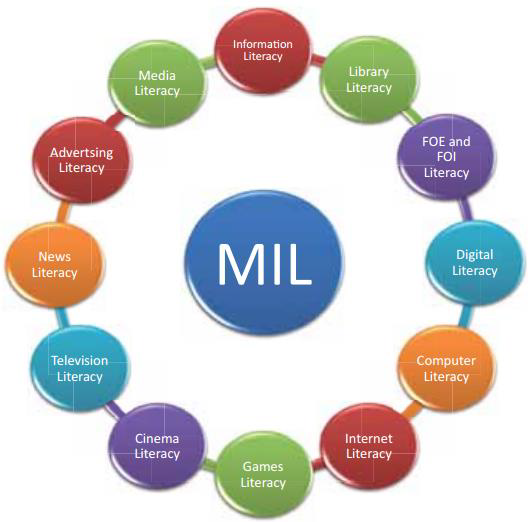 Information
Literacy
Library
Literacy
FOE and
FOI
Literacy
Digital
Literacy
Computer
Literacy
Internet
Literacy
Games
Literacy
Cinema
Literacy
Television
Literacy
News
Literacy
Advertsing
Literacy
Media
Literacy
MIL